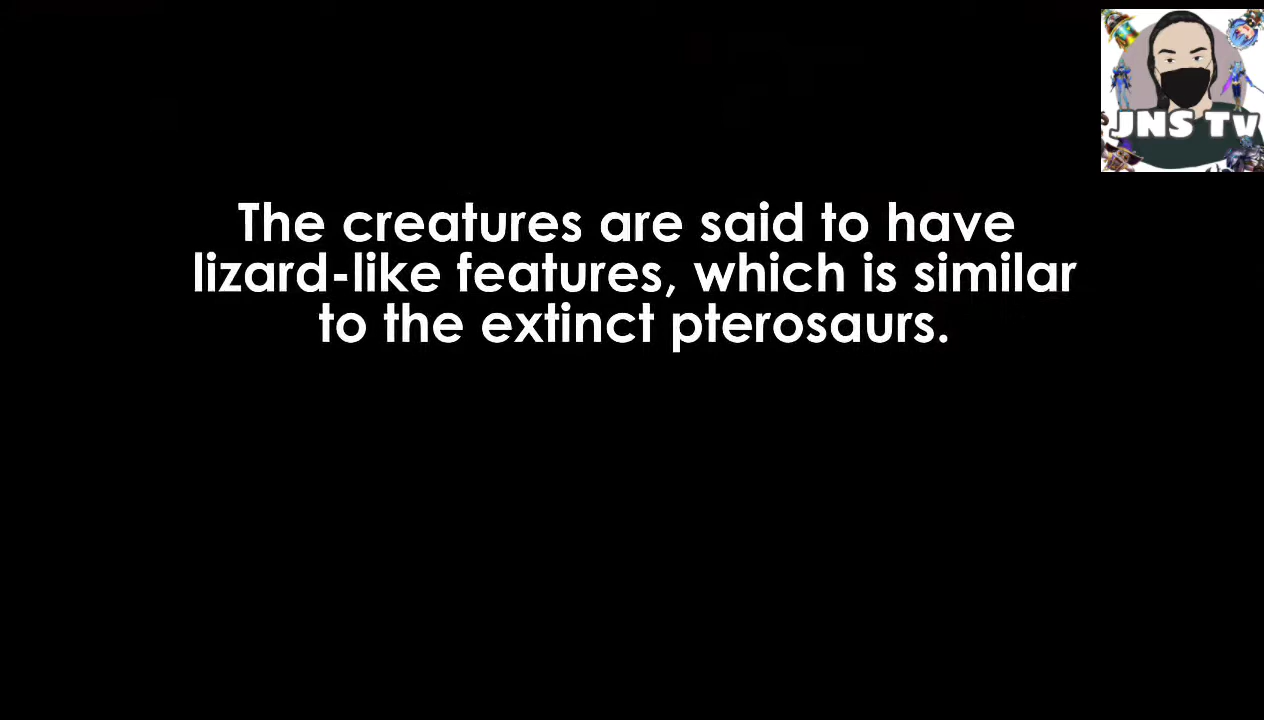 JNS Tv
The creatures are said to have
lizard-like features, which is similar
to the extinct pterosaurs.